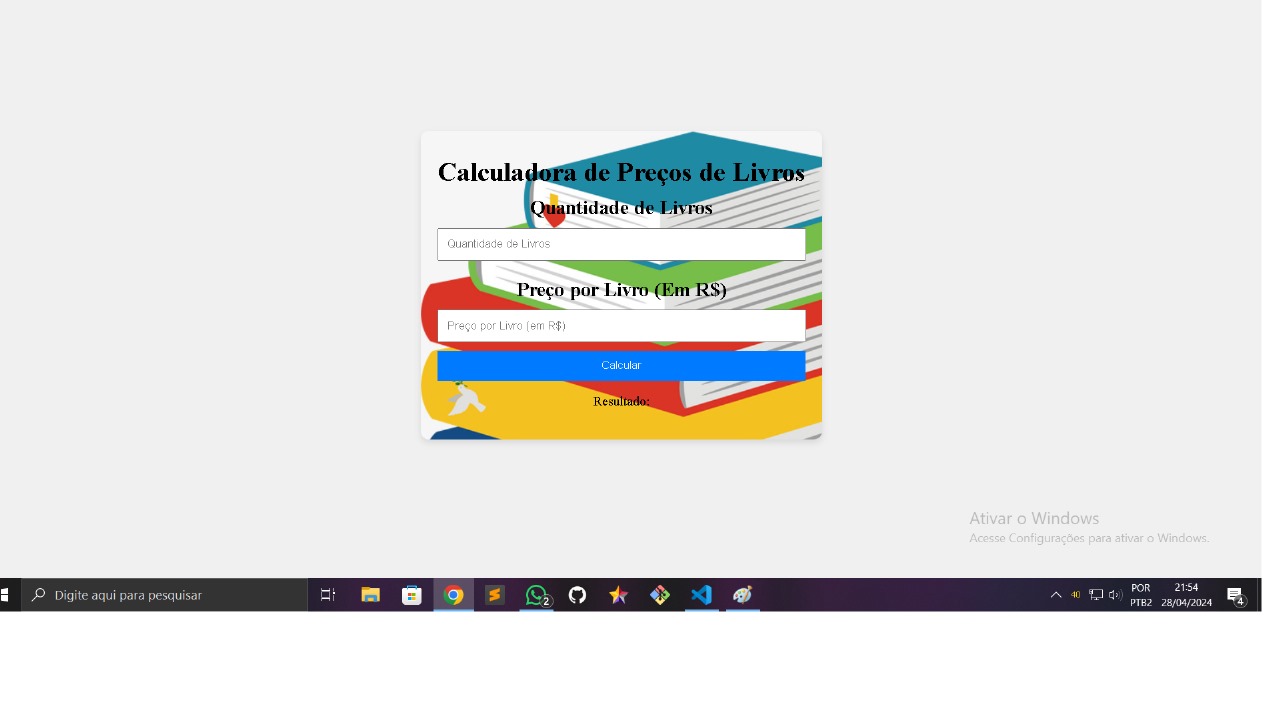 Calculadora de Preços de Livros
Quantidade de Livros
Quantidade de Livros
Preço por Livro (Em R$)
Preço por Livro (em R$)
Calcular
Resultado:
Ativar o Windows
Acesse Configurações para ativar o Windows.
Digite aqui para pesquisar
2
40
POR
PTB2
21:54
28/04/2024
4